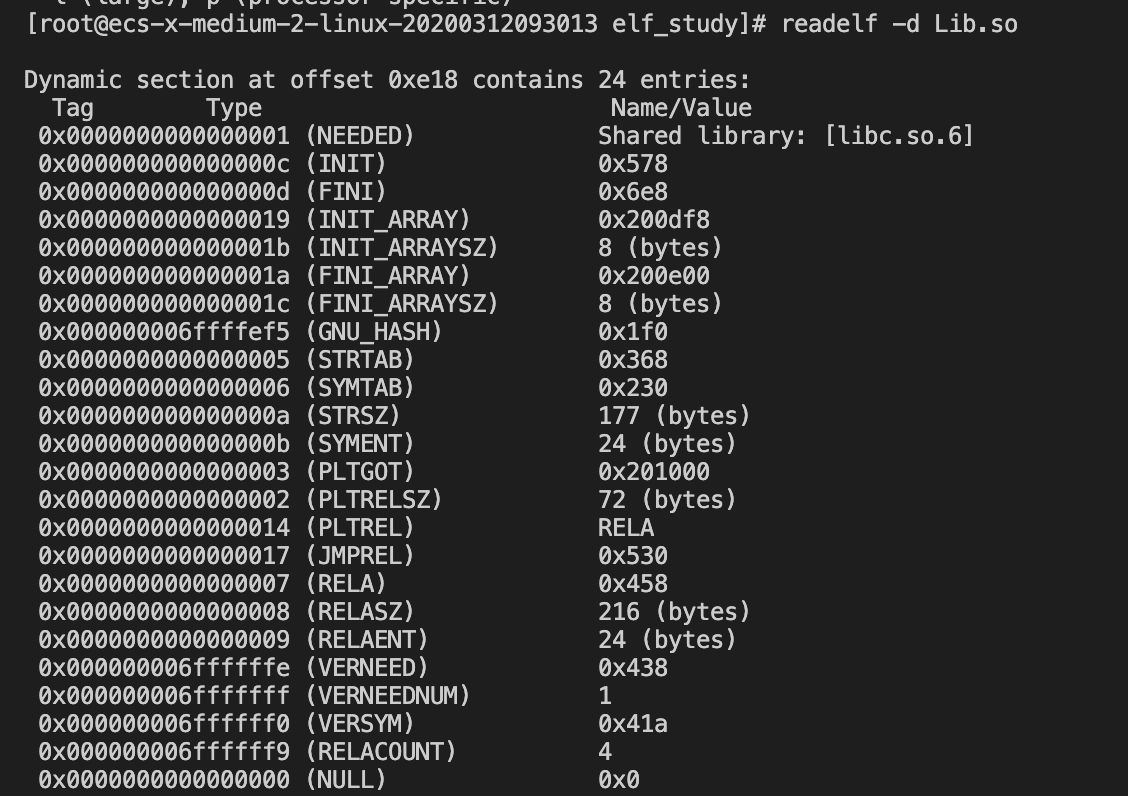 [root@ecs-x-medium-2-linux-20200312093013 elf_study]# readelf -d Lib.so
Dynamic section at offset 0xe18 contains 24 entries:
  Tag        Type                         Name/Value
 0x0000000000000001 (NEEDED)             Shared library: [libc.so.6]
 0x000000000000000c (INIT)               0x578
 0x000000000000000d (FINI)               0x6e8
 0x0000000000000019 (INIT_ARRAY)         0x200df8
 0x000000000000001b (INIT_ARRAYSZ)       8 (bytes)
 0x000000000000001a (FINI_ARRAY)         0x200e00
 0x000000000000001c (FINI_ARRAYSZ)       8 (bytes)
 0x000000006ffffef5 (GNU_HASH)           0x1f0
 0x0000000000000005 (STRTAB)             0x368
 0x0000000000000006 (SYMTAB)             0x230
 0x000000000000000a (STRSZ)              177 (bytes)
 0x000000000000000b (SYMENT)             24 (bytes)
 0x0000000000000003 (PLTGOT)             0x201000
 0x0000000000000002 (PLTRELSZ)           72 (bytes)
 0x0000000000000014 (PLTREL)             RELA
 0x0000000000000017 (JMPREL)             0x530
 0x0000000000000007 (RELA)               0x458
 0x0000000000000008 (RELASZ)             216 (bytes)
 0x0000000000000009 (RELAENT)            24 (bytes)
 0x000000006ffffffe (VERNEED)            0x438
 0x000000006fffffff (VERNEEDNUM)         1
 0x000000006ffffff0 (VERSYM)             0x41a
 0x000000006ffffff9 (RELACOUNT)          4
 0x0000000000000000 (NULL)               0x0